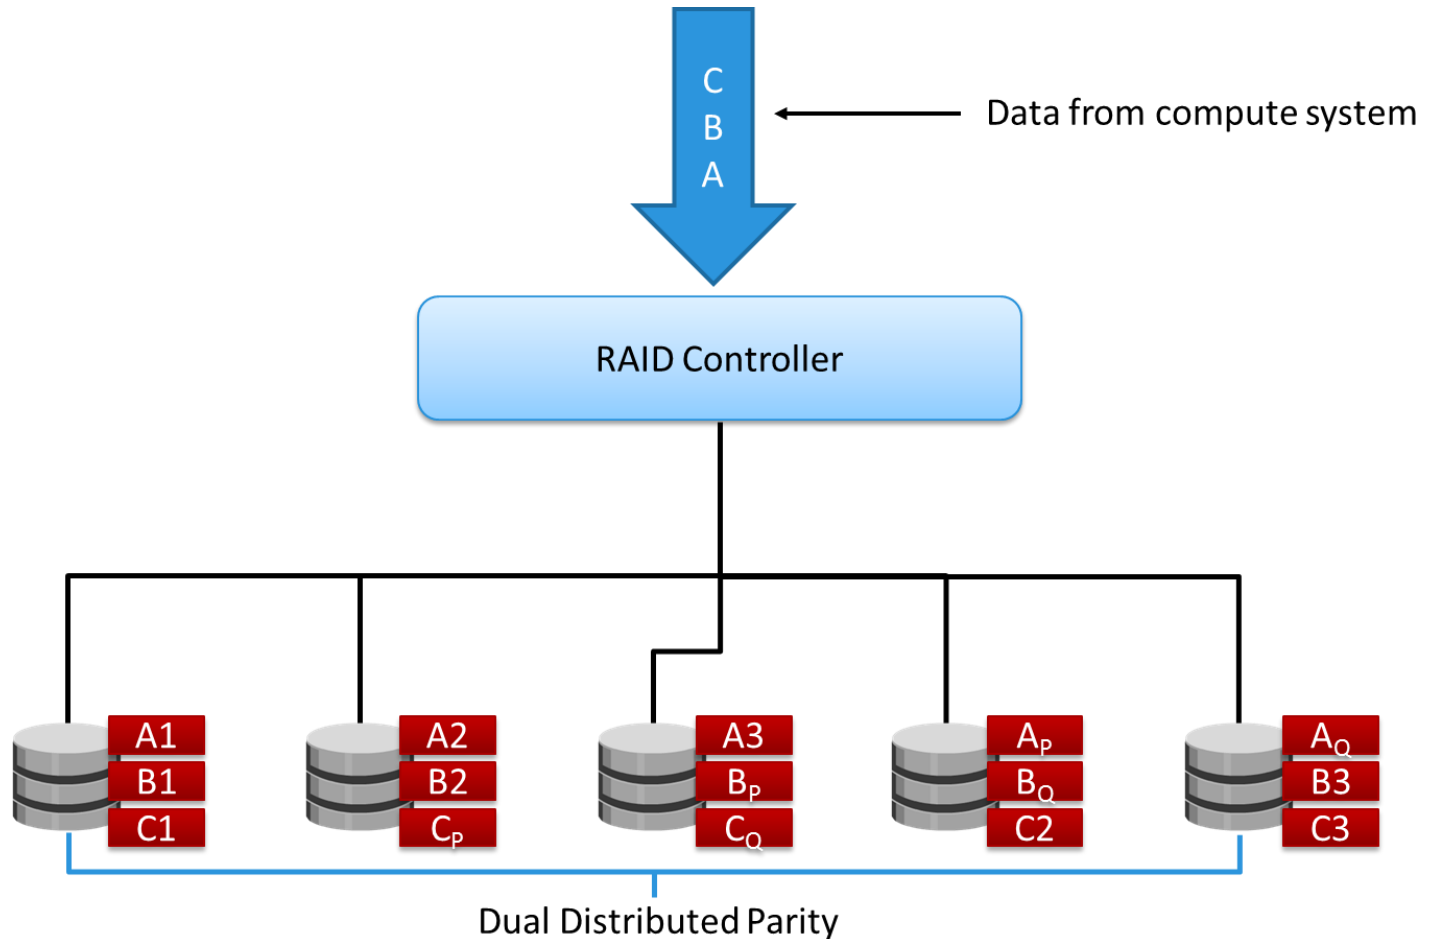 C
B
A
Data from compute system
RAID Controller
A1 A2 A3 AP AQ
B1 B2 BP BQ B3
C1 CP CQ C2 C3
Dual Distributed Parity